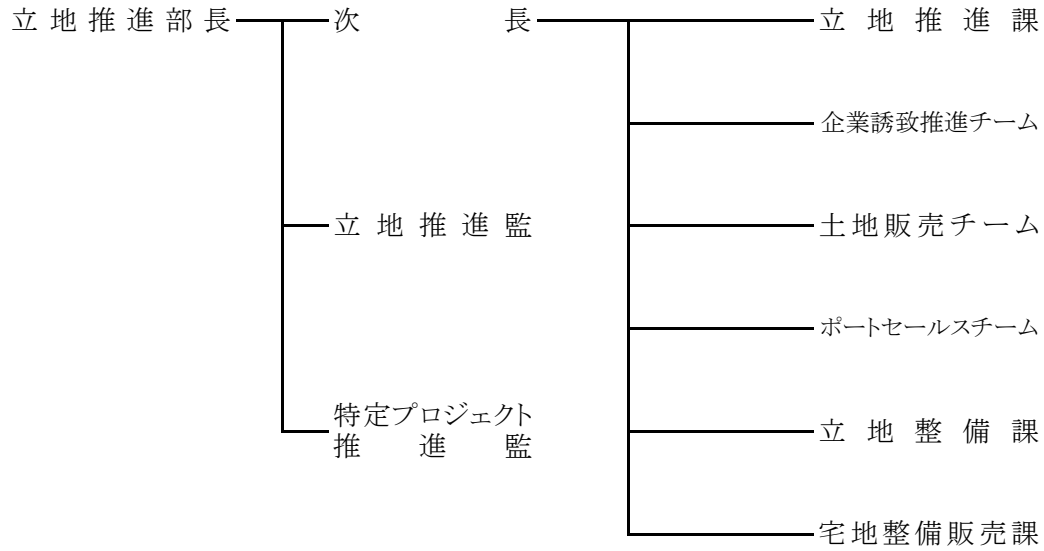 立地推進部長 次長 立地推進課
企業誘致推進チーム
立地推進監 土地販売チーム
ポートセールスチーム
特定プロジェクト
推進監 立地整備課
宅地整備販売課